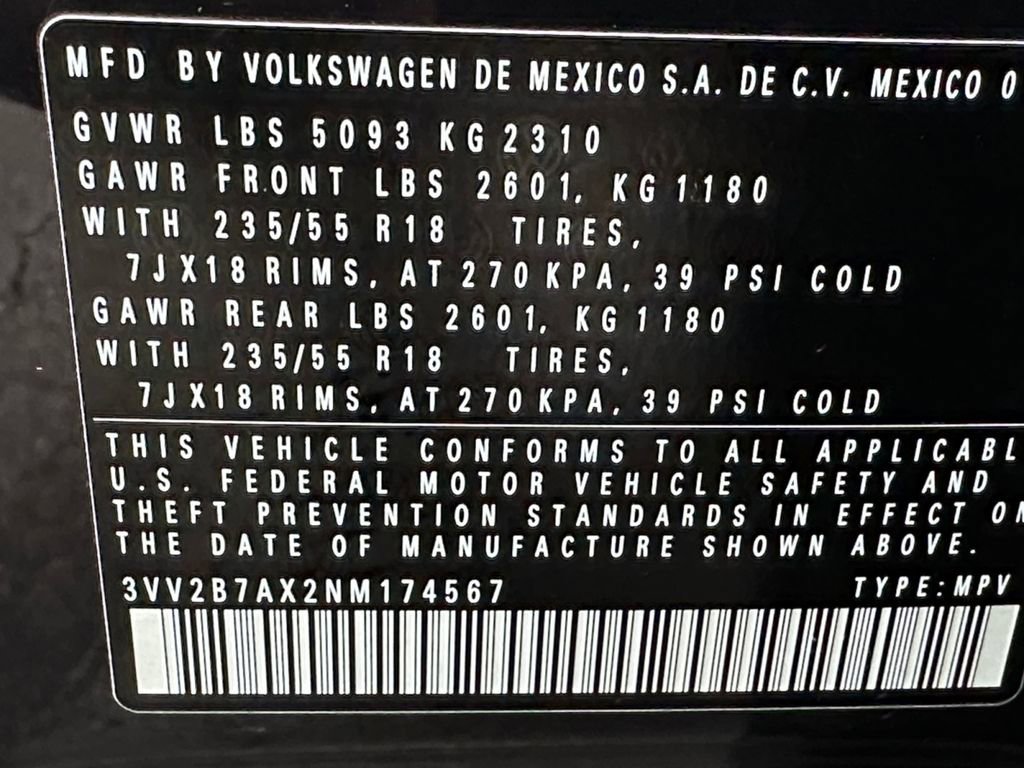 MFD BY VOLKSWAGEN DE MEXICO S.A. DE C.V. MEXICO 0
GVWR LBS 5093 KG 2310
GAWR FRONT LBS 2601, KG 1180
WITH 235/55 R18 TIRES,
7JX18 RIMS, AT 270 KPA, 39 PSI COLD
GAWR REAR LBS 2601, KG 1180
WITH 235/55 R18 TIRES,
7JX18 RIMS, AT 270 KPA, 39 PSI COLD
THIS VEHICLE CONFORMS TO ALL APPLICABL
U.S. FEDERAL MOTOR VEHICLE SAFETY AND
THEFT PREVENTION STANDARDS IN EFFECT ON
THE DATE OF MANUFACTURE SHOWN ABOVE.
3VV2B7AX2NM174567 TYPE:MPV